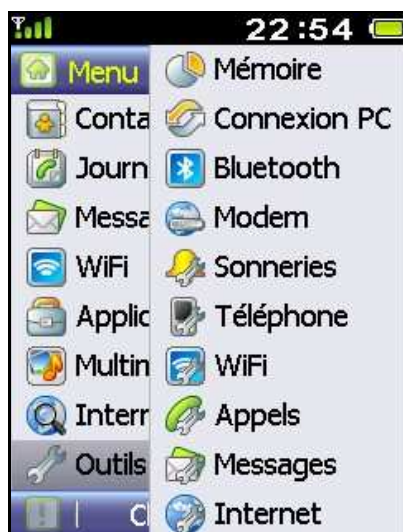 22:54
Menu
Conta
Journ
Messa
WiFi
Applic
Multin
Interr
Outils
Mémoire
Connexion PC
Bluetooth
Modem
Sonneries
Téléphone
WiFi
Appels
Messages
Internet